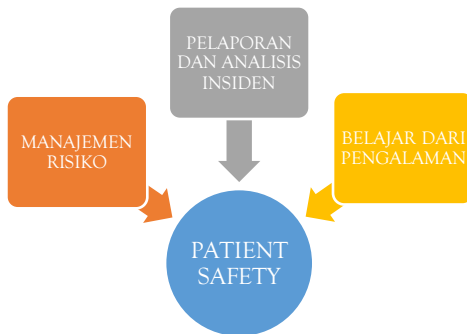 PELAPORAN
DAN ANALISIS
INSIDEN
MANAJEMEN
RISIKO
BELAJAR DARI
PENGALAMAN
PATIENT
SAFETY